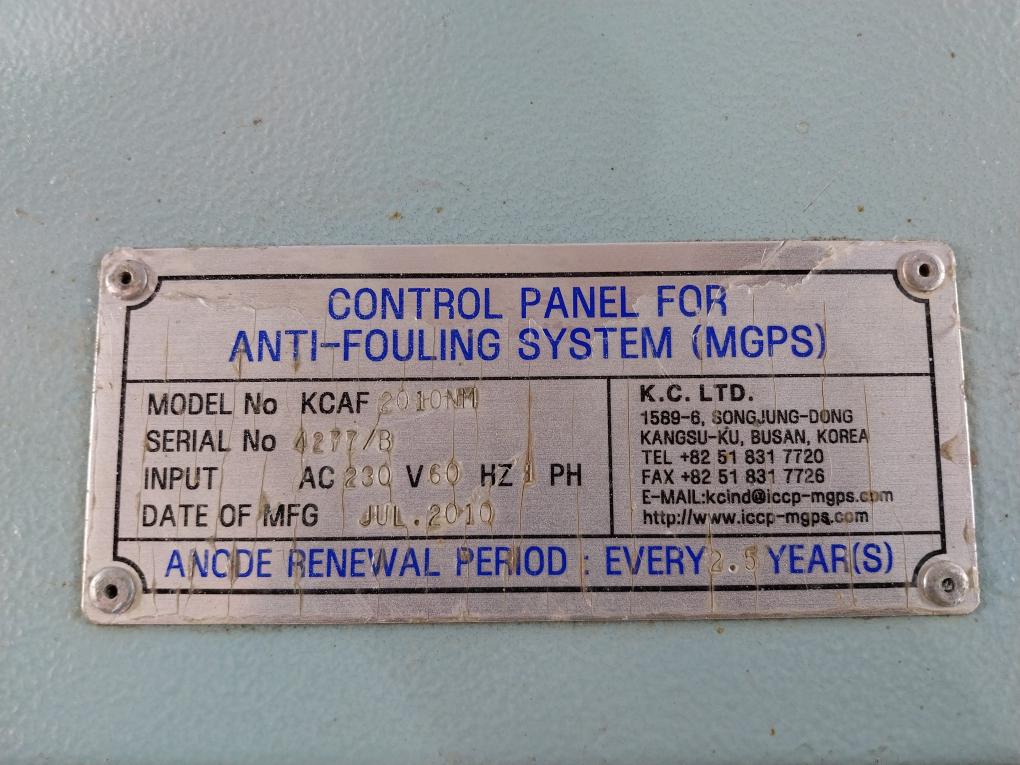 CONTROL PANEL FOR
ANTI-FOULING SYSTEM (MGPS)
MODEL No KCAF 2010NM
SERIAL No 4277/B
INPUT AC 230 V 60 HZ 1 PH
DATE OF MFG JUL.2010
K.C. LTD.
1589-6, SONGJUNG-DONG
KANGSU-KU, BUSAN, KOREA
TEL +82 51 831 7720
FAX +82 51 831 7726
E-MAIL:kcind@iccp-mgps.com
http://www.iccp-mgps.com
ANODE RENEWAL PERIOD : EVERY 2.5 YEAR(S)